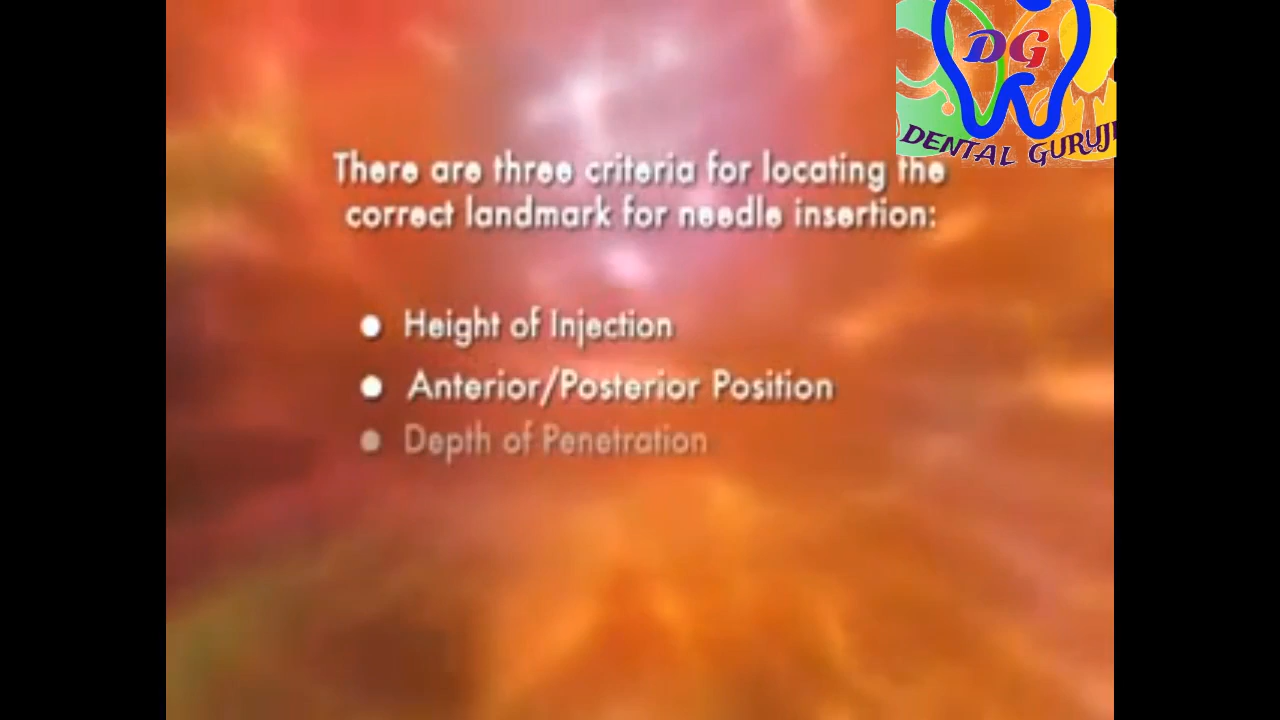 DG
DENTAL GURUJI
There are three criteria for locating the
correct landmark for needle insertion:
● Height of Injection
● Anterior/Posterior Position
● Depth of Penetration